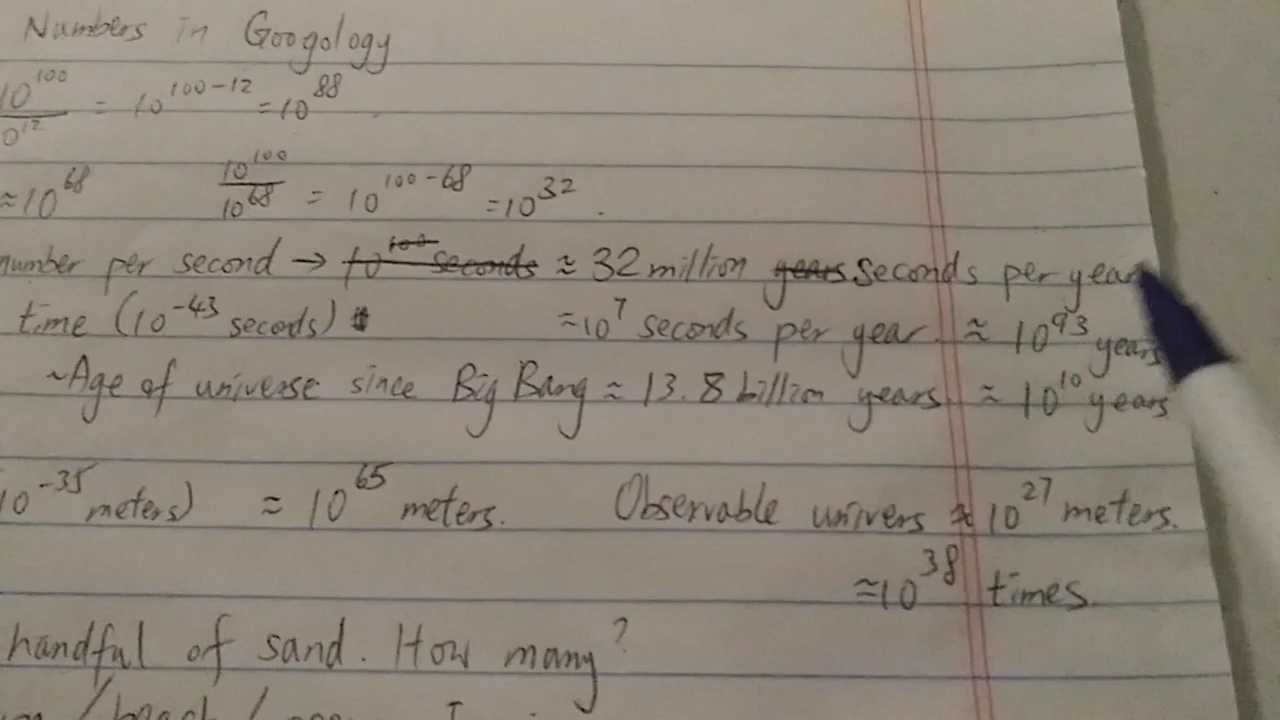 Numbers in Googology
10^100 / 10^12 = 10^100-12 = 10^88
≈10^68 10^100 / 10^68 = 10^100-68 = 10^32.
number per second → 10^100 seconds ≈ 32 million years seconds per year
time (10^-43 seconds) ≈10^7 seconds per year. ≈ 10^93 years
~Age of universe since Big Bang ≈ 13.8 billion years ≈ 10^10 years
10^-35 meters) ≈ 10^65 meters. Observable univers ≈ 10^27 meters.
≈10^38 times.
handful of sand. How many?